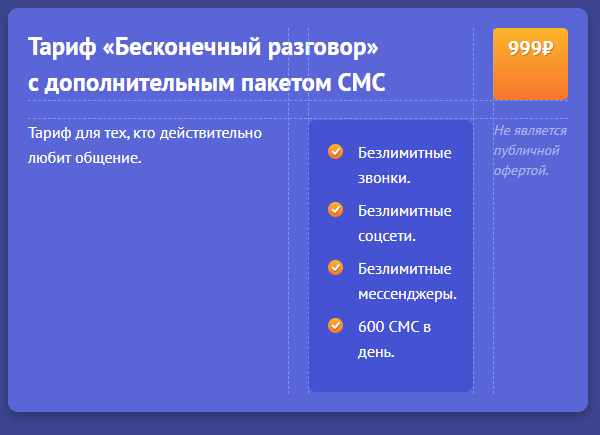 Тариф «Бесконечный разговор»
с дополнительным пакетом СМС
999₽
Тариф для тех, кто действительно
любит общение.
Безлимитные
звонки.
Безлимитные
соцсети.
Безлимитные
мессенджеры.
600 СМС в
день.
Не является
публичной
офертой.